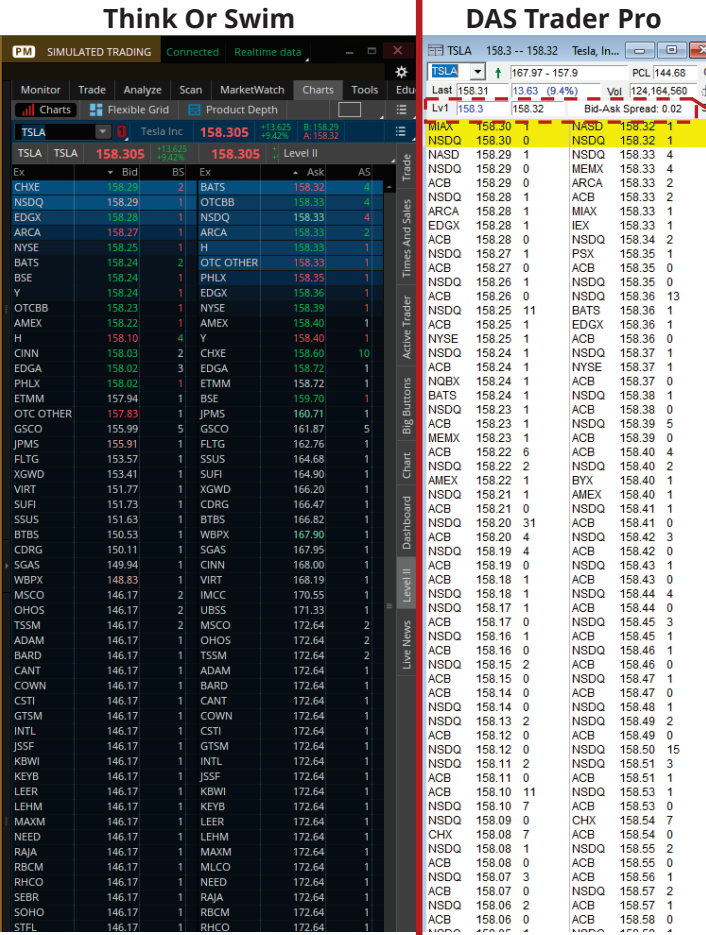 Think Or Swim
PM SIMULATED TRADING Connected Realtime data
Monitor Trade Analyze Scan MarketWatch Charts Tools Edu
Charts Flexible Grid Product Depth
TSLA Tesla Inc 158.305 +13.625 +9.42% B: 158.29 A: 158.32
TSLA TSLA 158.305 +13.625 +9.42% 158.305 Level II
Ex Bid BS Ex Ask AS
CHXE 158.29 2 BATS 158.32 4
NSDQ 158.29 1 OTCBB 158.33 4
EDGX 158.28 1 NSDQ 158.33 4
ARCA 158.27 1 ARCA 158.33 2
NYSE 158.25 1 H 158.33 1
BATS 158.24 2 OTC OTHER 158.33 1
BSE 158.24 1 PHLX 158.35 1
Y 158.24 1 EDGX 158.36 1
OTCBB 158.23 1 NYSE 158.39 1
AMEX 158.22 1 AMEX 158.40 1
H 158.10 4 Y 158.40 1
CINN 158.03 2 CHXE 158.60 10
EDGA 158.02 3 EDGA 158.72 1
PHLX 158.02 1 ETMM 158.72 1
ETMM 157.94 1 BSE 159.70 1
OTC OTHER 157.83 1 JPMS 160.71 1
GSCO 155.99 5 GSCO 161.87 5
JPMS 155.91 1 FLTG 162.76 1
FLTG 153.57 1 SSUS 164.68 1
XGWD 153.41 1 SUFI 164.90 1
VIRT 151.77 1 XGWD 166.20 1
SUFI 151.73 1 CDRG 166.47 1
SSUS 151.63 1 BTBS 166.82 1
BTBS 150.53 1 WBPX 167.90 1
CDRG 150.11 1 SGAS 167.95 1
SGAS 149.94 1 CINN 168.00 1
WBPX 148.83 1 VIRT 168.19 1
MSCO 146.17 2 IMCC 170.55 1
OHOS 146.17 2 UBSS 171.33 1
TSSM 146.17 2 MSCO 172.64 2
ADAM 146.17 1 OHOS 172.64 2
BARD 146.17 1 TSSM 172.64 2
CANT 146.17 1 ADAM 172.64 1
COWN 146.17 1 BARD 172.64 1
CSTI 146.17 1 CANT 172.64 1
GTSM 146.17 1 COWN 172.64 1
INTL 146.17 1 CSTI 172.64 1
JSSF 146.17 1 GTSM 172.64 1
KBWI 146.17 1 INTL 172.64 1
KEYB 146.17 1 JSSF 172.64 1
LEER 146.17 1 KBWI 172.64 1
LEHM 146.17 1 KEYB 172.64 1
MAXM 146.17 1 LEER 172.64 1
NEED 146.17 1 LEHM 172.64 1
RAJA 146.17 1 MAXM 172.64 1
RBCM 146.17 1 MLCO 172.64 1
RHCO 146.17 1 NEED 172.64 1
SEBR 146.17 1 RAJA 172.64 1
SOHO 146.17 1 RBCM 172.64 1
STFL 146.17 1 RHCO 172.64 1
Trade
Times And Sales
Active Trader
Big Buttons
Chart
Dashboard
Level II
Live News
DAS Trader Pro
TSLA 158.3 -- 158.32 Tesla, In...
TSLA 167.97 - 157.9 PCL 144.68
Last 158.31 13.63 (9.4%) Vol 124,164,560
Lv1 158.3 158.32 Bid-Ask Spread: 0.02
MIAX 158.30 1 NASD 158.32 1
NSDQ 158.30 0 NSDQ 158.32 1
NASD 158.29 1 NSDQ 158.33 4
NSDQ 158.29 0 MEMX 158.33 4
ACB 158.29 0 ARCA 158.33 2
NSDQ 158.28 1 ACB 158.33 2
ARCA 158.28 1 MIAX 158.33 1
EDGX 158.28 1 IEX 158.33 1
ACB 158.28 0 NSDQ 158.34 2
NSDQ 158.27 1 PSX 158.35 1
ACB 158.27 0 ACB 158.35 0
NSDQ 158.26 1 NSDQ 158.35 0
ACB 158.26 0 NSDQ 158.36 13
NSDQ 158.25 11 BATS 158.36 1
ACB 158.25 1 EDGX 158.36 1
NYSE 158.25 1 ACB 158.36 0
NSDQ 158.24 1 NSDQ 158.37 1
ACB 158.24 1 NYSE 158.37 1
NQBX 158.24 1 ACB 158.37 0
BATS 158.24 1 NSDQ 158.38 1
NSDQ 158.23 1 ACB 158.38 0
ACB 158.23 1 NSDQ 158.39 5
MEMX 158.23 1 ACB 158.39 0
ACB 158.22 6 ACB 158.40 4
NSDQ 158.22 2 NSDQ 158.40 2
AMEX 158.22 1 BYX 158.40 1
NSDQ 158.21 1 AMEX 158.40 1
ACB 158.21 0 NSDQ 158.41 1
NSDQ 158.20 31 ACB 158.41 0
ACB 158.20 4 NSDQ 158.42 3
NSDQ 158.19 4 ACB 158.42 0
ACB 158.19 0 NSDQ 158.43 1
ACB 158.18 1 ACB 158.43 0
NSDQ 158.18 1 NSDQ 158.44 4
NSDQ 158.17 1 ACB 158.44 0
ACB 158.17 0 NSDQ 158.45 3
NSDQ 158.16 1 ACB 158.45 1
ACB 158.16 0 NSDQ 158.46 1
NSDQ 158.15 2 ACB 158.46 0
ACB 158.15 0 NSDQ 158.47 1
ACB 158.14 0 ACB 158.47 0
NSDQ 158.14 0 NSDQ 158.48 1
NSDQ 158.13 2 NSDQ 158.49 2
ACB 158.12 0 ACB 158.49 0
NSDQ 158.12 0 NSDQ 158.50 15
NSDQ 158.11 2 NSDQ 158.51 3
ACB 158.11 0 ACB 158.51 1
ACB 158.10 11 NSDQ 158.53 1
NSDQ 158.10 7 ACB 158.53 0
NSDQ 158.09 0 CHX 158.54 7
CHX 158.08 7 ACB 158.54 0
NSDQ 158.08 1 NSDQ 158.55 2
ACB 158.08 0 ACB 158.55 0
NSDQ 158.07 3 ACB 158.56 1
ACB 158.07 0 NSDQ 158.57 2
NSDQ 158.06 2 ACB 158.57 1
ACB 158.06 0 ACB 158.58 0